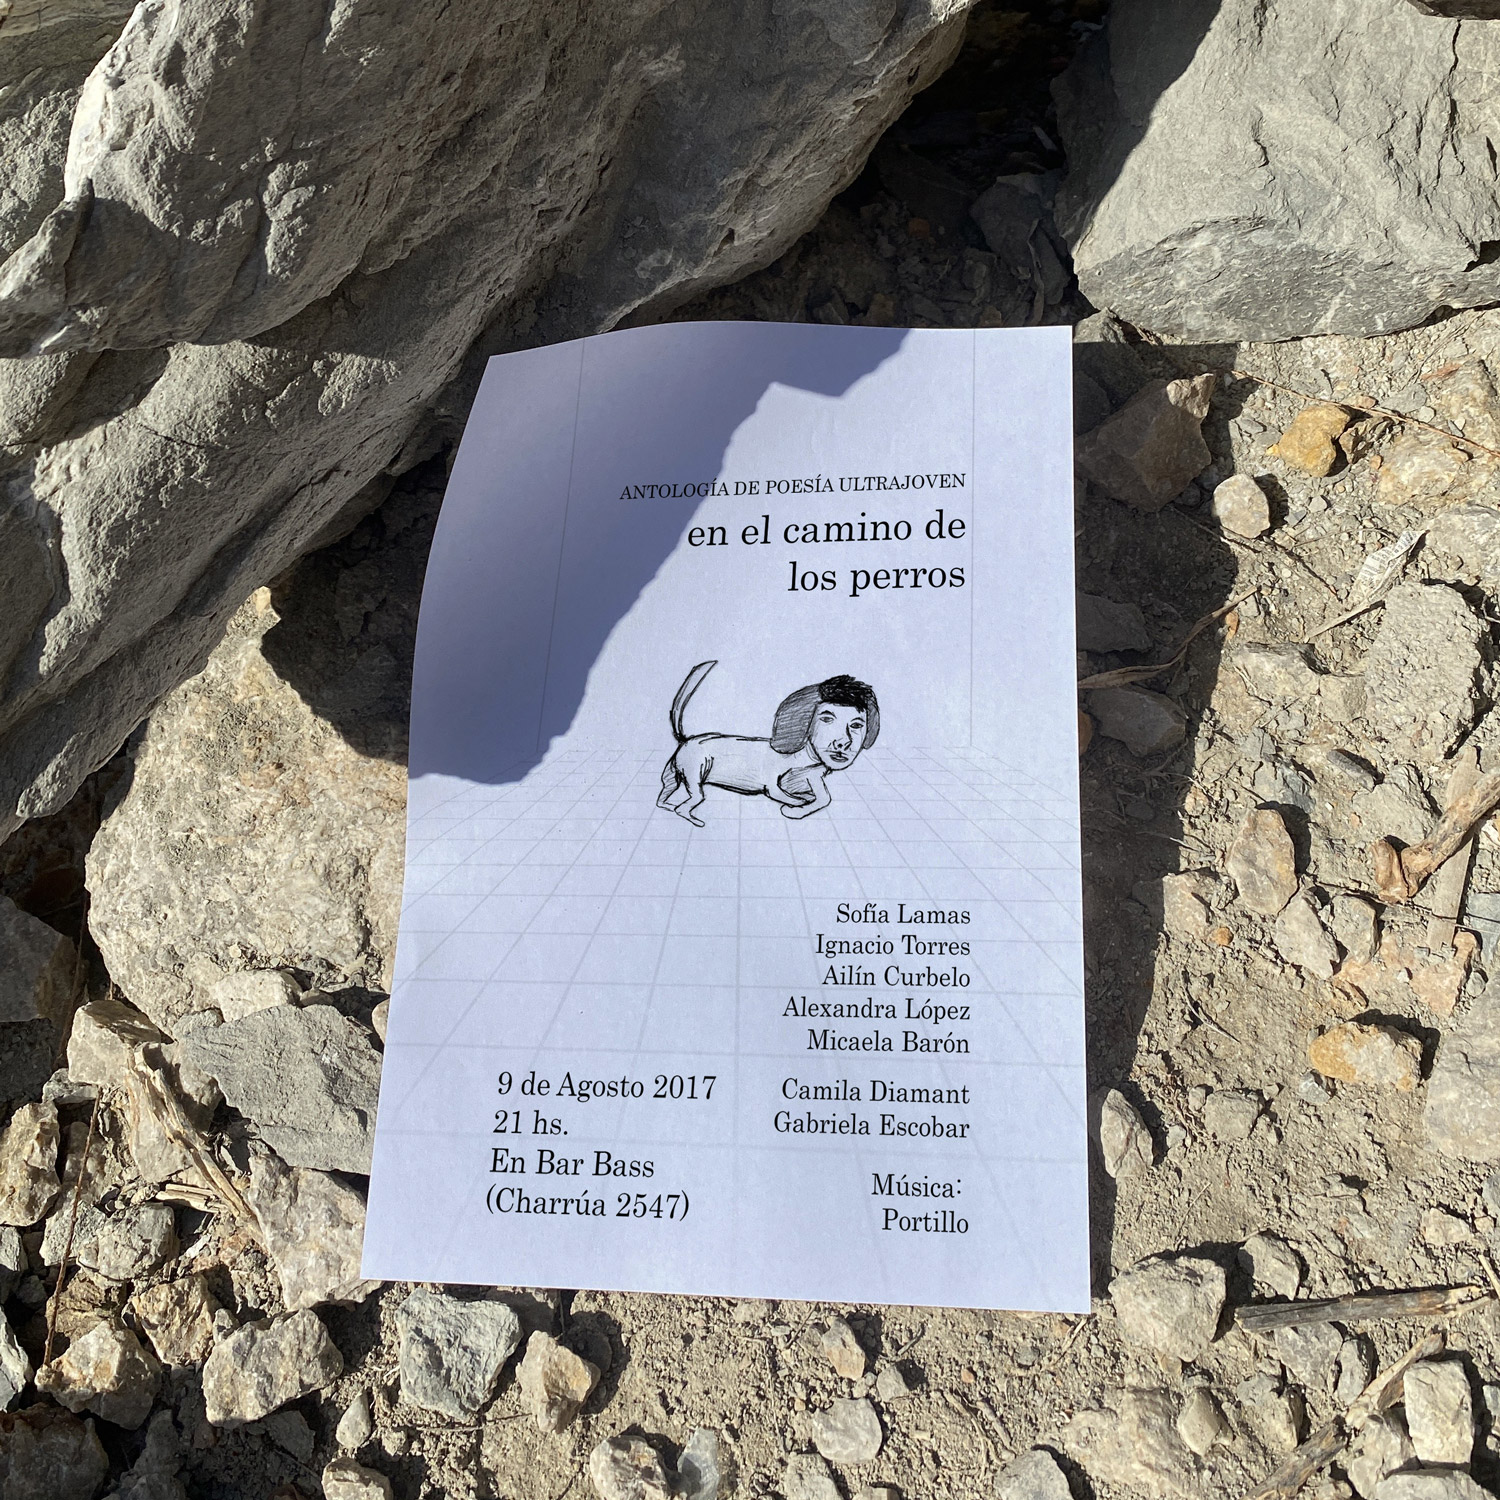 ANTOLOGÍA DE POESÍA ULTRAJOVEN
en el camino de
los perros
Sofía Lamas
Ignacio Torres
Ailín Curbelo
Alexandra López
Micaela Barón
Camila Diamant
Gabriela Escobar
Música:
Portillo
9 de Agosto 2017
21 hs.
En Bar Bass
(Charrúa 2547)